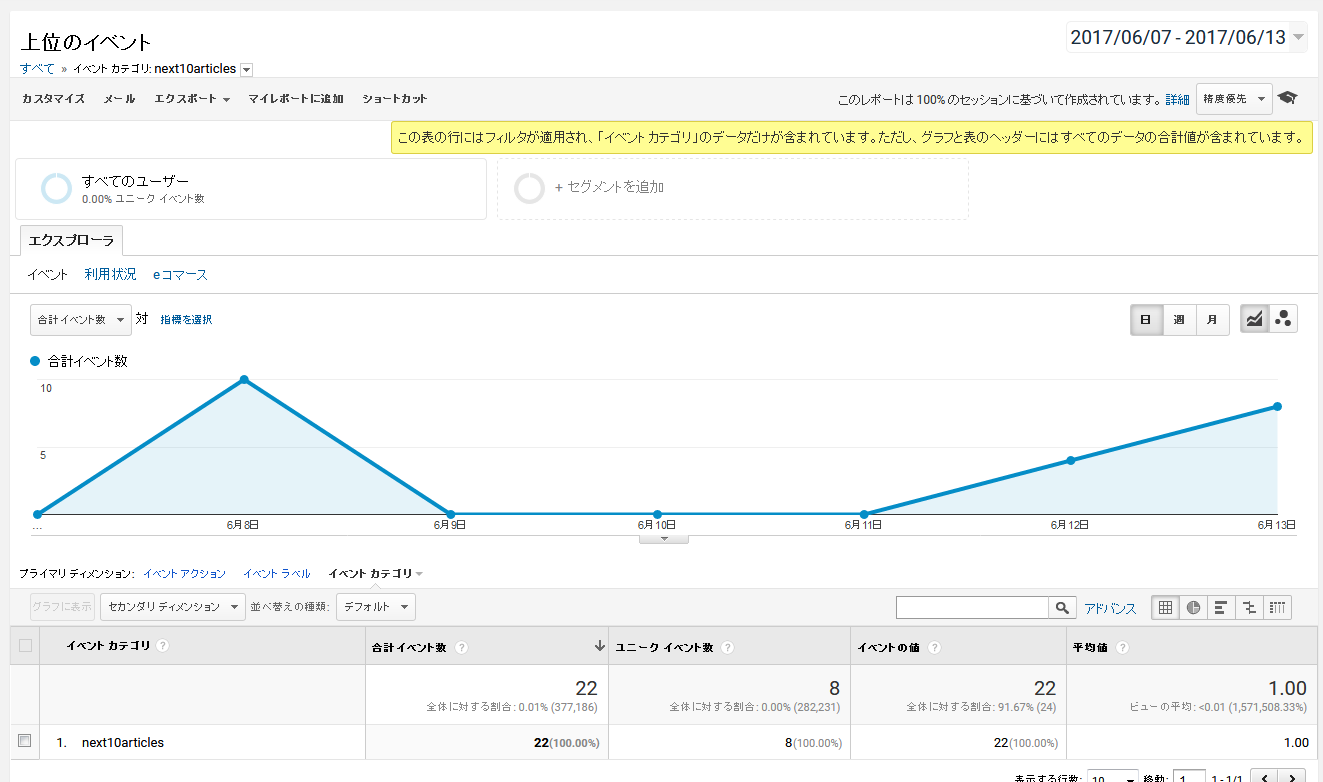 上位のイベント
2017/06/07 - 2017/06/13
すべて » イベント カテゴリ: next10articles
カスタマイズ メール エクスポート マイレポートに追加 ショートカット
このレポートは 100% のセッションに基づいて作成されています。 詳細 精度優先
この表の行にはフィルタが適用され、「イベント カテゴリ」のデータだけが含まれています。ただし、グラフと表のヘッダーにはすべてのデータの合計値が含まれています。
すべてのユーザー
0.00% ユニーク イベント数
+ セグメントを追加
エクスプローラ
イベント 利用状況 eコマース
合計イベント数 対 指標を選択 日 週 月
合計イベント数
10
5
... 6月8日 6月9日 6月10日 6月11日 6月12日 6月13日
プライマリ ディメンション: イベント アクション イベント ラベル イベント カテゴリ
グラフに表示 セカンダリ ディメンション 並べ替えの種類: デフォルト アドバンス
イベント カテゴリ ? 合計イベント数 ? ユニーク イベント数 ? イベントの値 ? 平均値 ?
22 8 22 1.00
全体に対する割合: 0.01% (377,186) 全体に対する割合: 0.00% (282,231) 全体に対する割合: 91.67% (24) ビューの平均: <0.01 (1,571,508.33%)
1. next10articles 22(100.00%) 8(100.00%) 22(100.00%) 1.00
表示する行数: 10 移動: 1 1 - 1/1